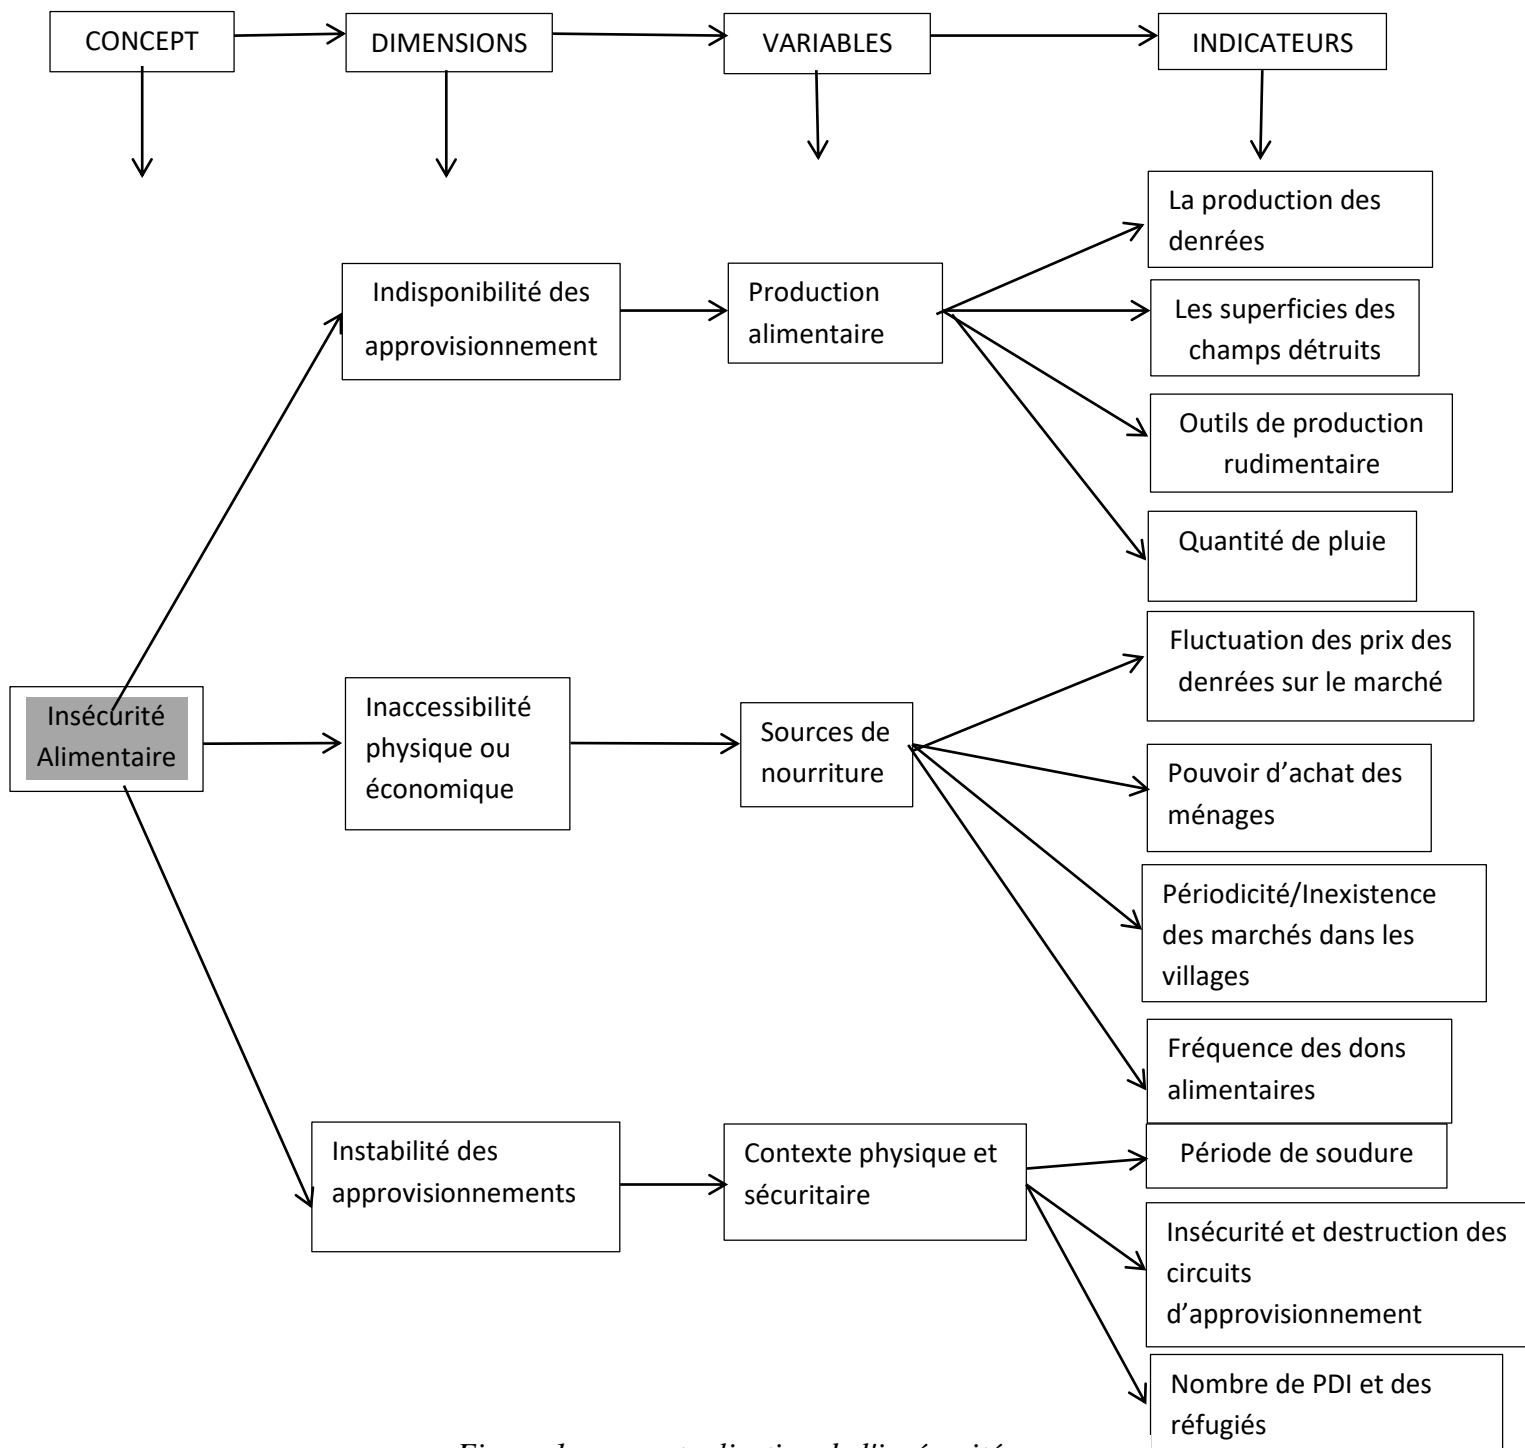 CONCEPT
DIMENSIONS
VARIABLES
INDICATEURS
La production des
denrées
Indisponibilité des
approvisionnement
Production
alimentaire
Les superficies des
champs détruits
Outils de production
rudimentaire
Quantité de pluie
Fluctuation des prix des
denrées sur le marché
Insécurité
Alimentaire
Inaccessibilité
physique ou
économique
Sources de
nourriture
Pouvoir d’achat des
ménages
Périodicité/Inexistence
des marchés dans les
villages
Fréquence des dons
alimentaires
Instabilité des
approvisionnements
Contexte physique et
sécuritaire
Période de soudure
Insécurité et destruction des
circuits
d’approvisionnement
Nombre de PDI et des
réfugiés